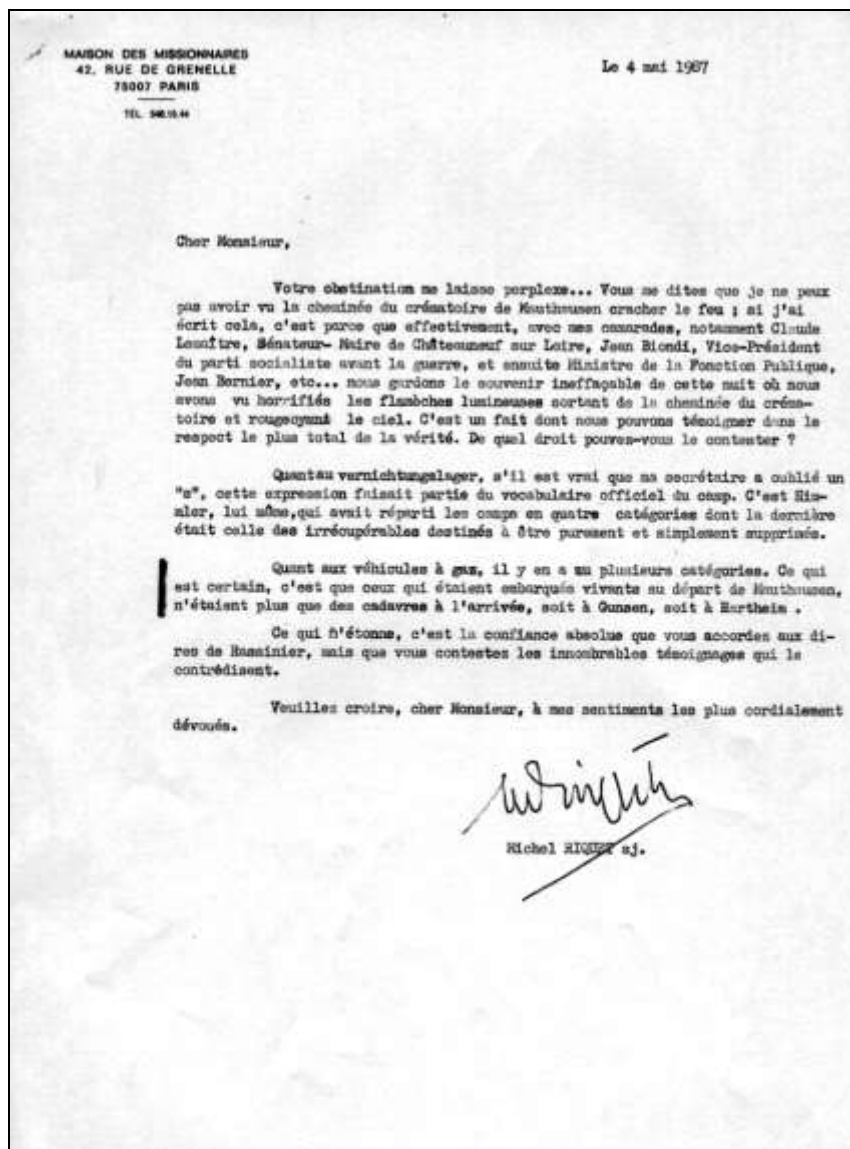 MAISON DES MISSIONNAIRES
42, RUE DE GRENELLE
75007 PARIS
TÉL. 548.10.44
Le 4 mai 1987
Cher Monsieur,
Votre obstination me laisse perplexe... Vous me dites que je ne peux
pas avoir vu la cheminée du crématoire de Mauthausen cracher le feu ; si j'ai
écrit cela, c'est parce que effectivement, avec mes camarades, notamment Claude
Lemaître, Sénateur- Maire de Châteauneuf sur Loire, Jean Biondi, Vice-Président
du parti socialiste avant la guerre, et ensuite Ministre de la Fonction Publique,
Jean Bernier, etc... nous gardons le souvenir ineffaçable de cette nuit où nous
avons vu horrifiés les flambèches lumineuses sortant de la cheminée du créma-
toire et rougeoyant le ciel. C'est un fait dont nous pouvons témoigner dans le
respect le plus total de la vérité. De quel droit pouvez-vous le contester ?
Quantau vernichtungslager, s'il est vrai que ma secrétaire a oublié un
cette expression faisait partie du vocabulaire officiel du camp. C'est Him-
mler, lui même,qui avait réparti les camps en quatre catégories dont la dernière
était celle des irrécupérables destinés à être purement et simplement supprimés.
Quant aux véhicules à gaz, il y en a eu plusieurs catégories. Ce qui
est certain, c'est que ceux qui étaient embarqués vivants au départ de Mauthausen,
n'étaient plus que des cadavres à l'arrivée, soit à Gunsen, soit à Hartheim .
Ce qui m'étonne, c'est la confiance absolue que vous accordez aux di-
res de Rassinier, mais que vous contestes les innombrables témoignages qui le
contrédisent.
Veuillez croire, cher Monsieur, à mes sentiments les plus cordialement
dévoués.
Michel RIQUET sj.